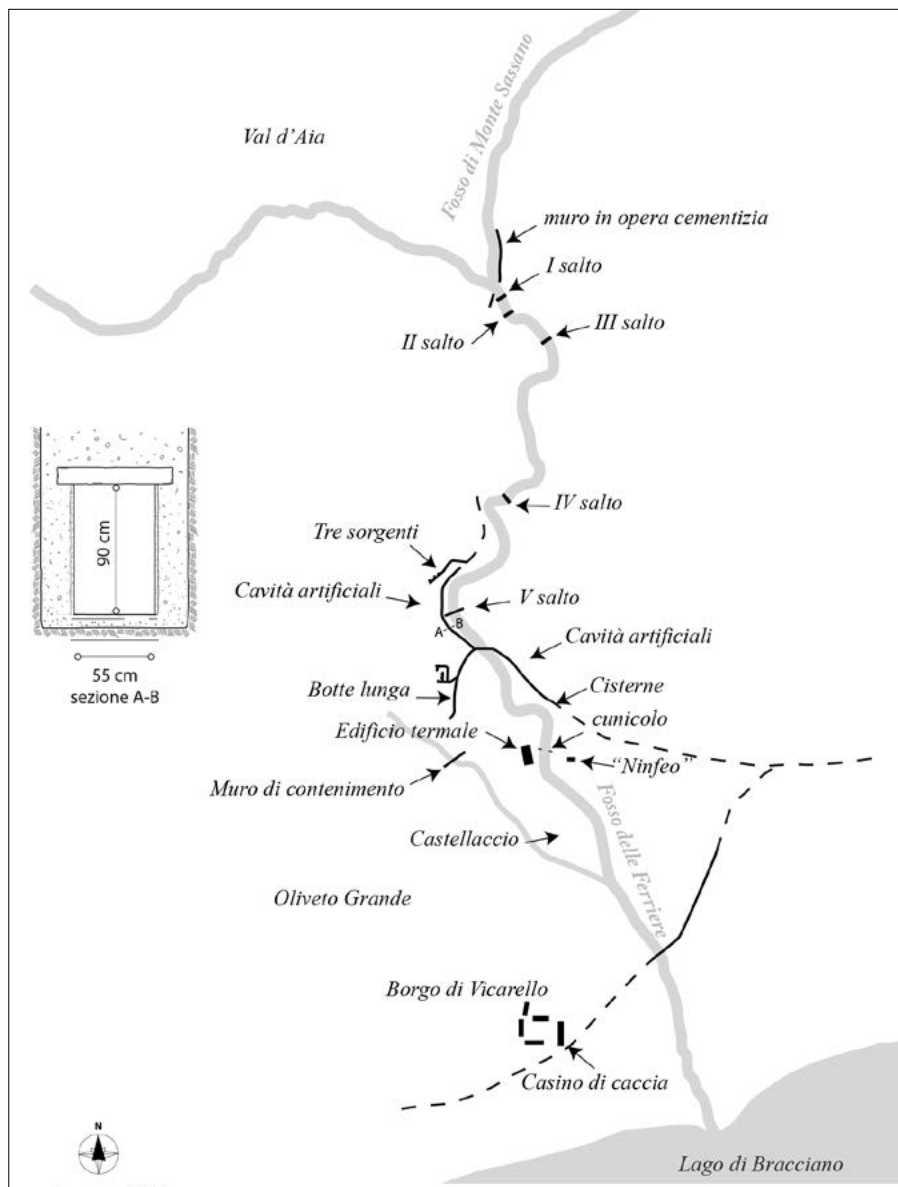 Fosso di Monte Sassano
Val d'Aia
muro in opera cementizia
I salto
II salto
III salto
IV salto
Tre sorgenti
Cavità artificiali
V salto
A
B
90 cm
55 cm
sezione A-B
Cavità artificiali
Botte lunga
Cisterne
Edificio termale
cunicolo
"Ninfeo"
Muro di contenimento
Castellaccio
Fosso delle Ferriere
Oliveto Grande
Borgo di Vicarello
Casino di caccia
N
Lago di Bracciano